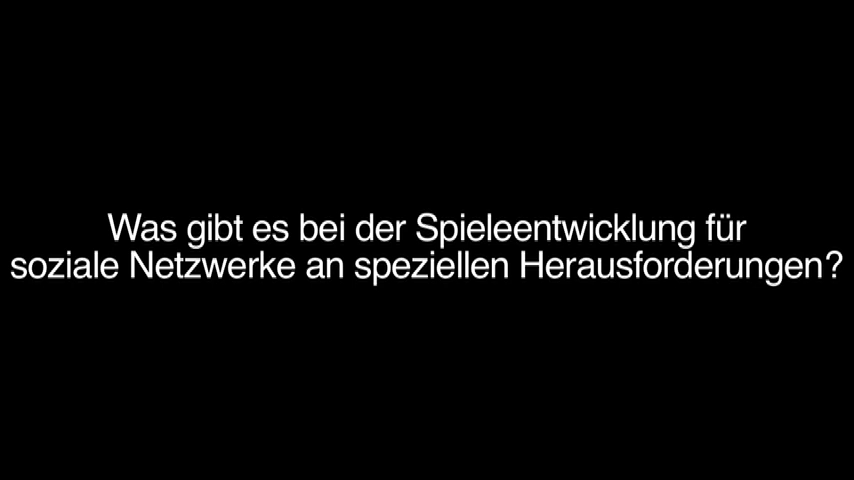 Was gibt es bei der Spieleentwicklung für
soziale Netzwerke an speziellen Herausforderungen?